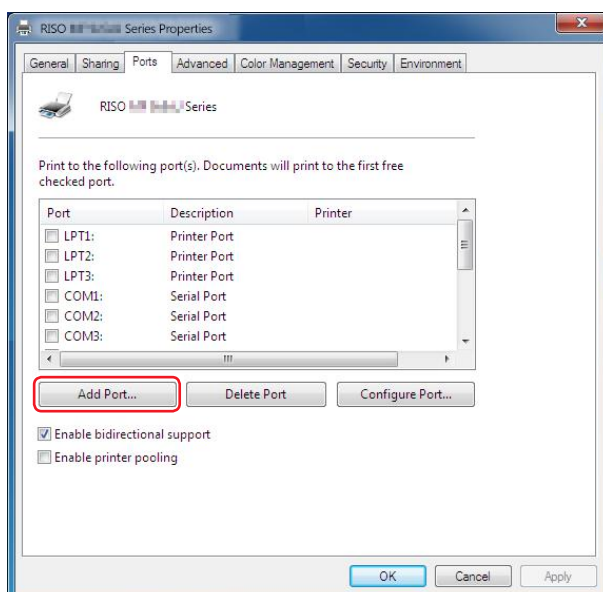 RISO Series Properties
General Sharing Ports Advanced Color Management Security Environment
RISO Series
Print to the following port(s). Documents will print to the first free
checked port.
Port Description Printer
LPT1: Printer Port
LPT2: Printer Port
LPT3: Printer Port
COM1: Serial Port
COM2: Serial Port
COM3: Serial Port
Add Port... Delete Port Configure Port...
Enable bidirectional support
Enable printer pooling
OK Cancel Apply